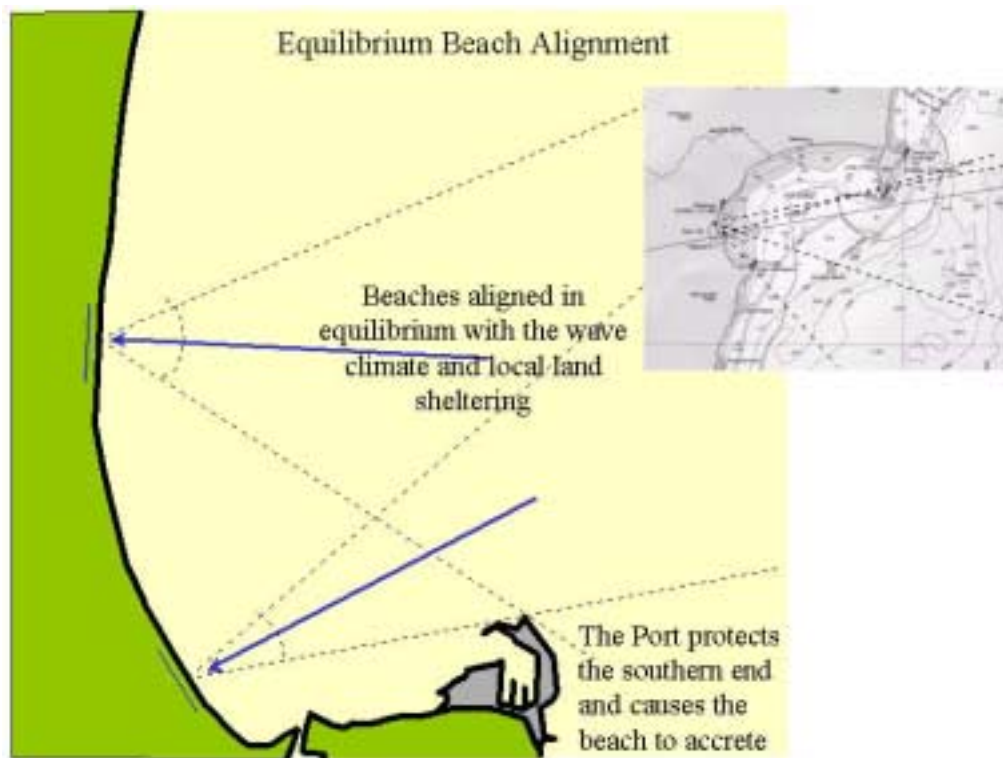 Equilibrium Beach Alignment
Beaches aligned in
equilibrium with the wave
climate and local land
sheltering
The Port protects
the southern end
and causes the
beach to accrete